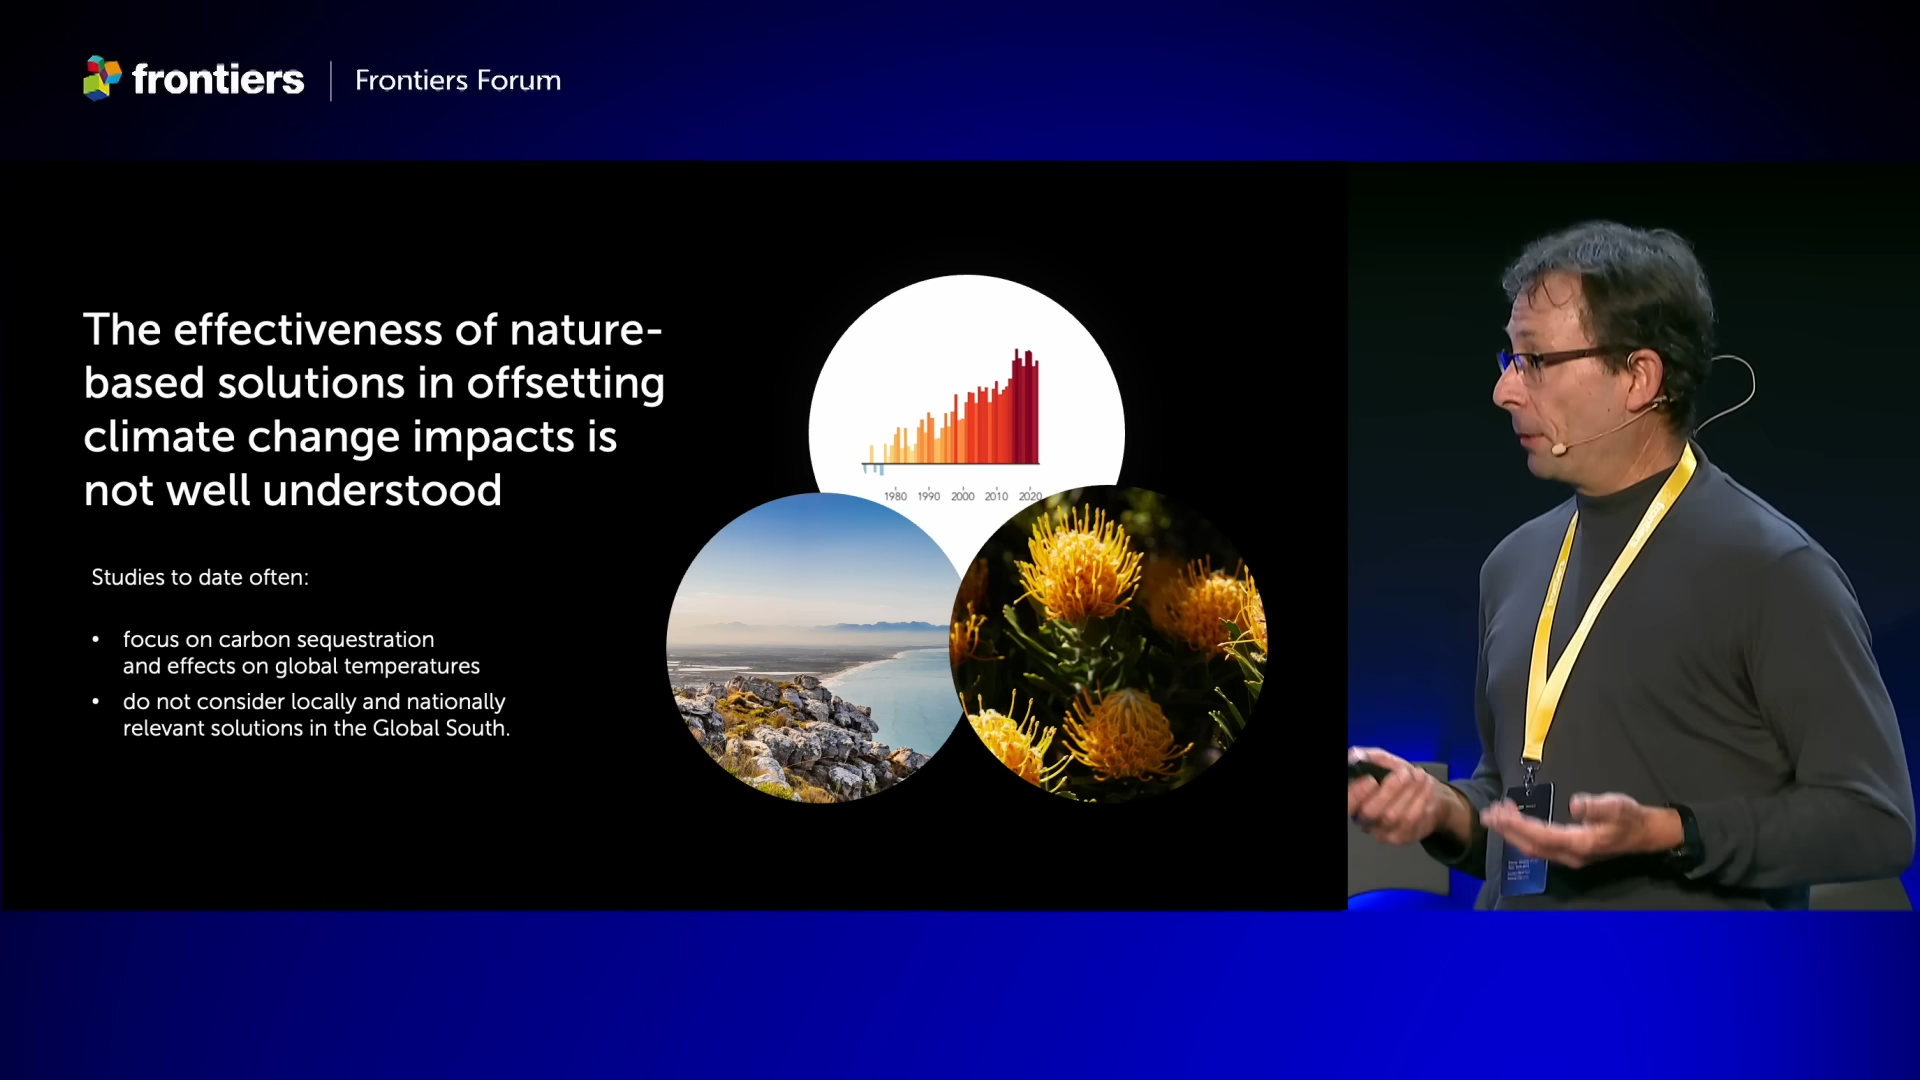 frontiers
Frontiers Forum
The effectiveness of nature-
based solutions in offsetting
climate change impacts is
not well understood
Studies to date often:
• focus on carbon sequestration
and effects on global temperatures
• do not consider locally and nationally
relevant solutions in the Global South.
1980 1990 2000 2010 2020